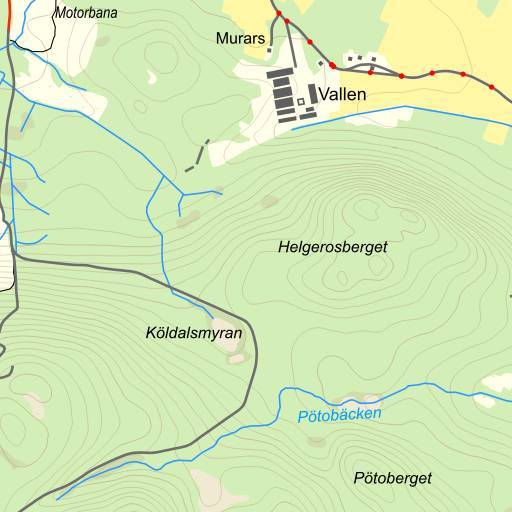 Motorbana
Murars
Vallen
Helgerosberget
Köldalsmyran
Pötobäcken
Pötoberget